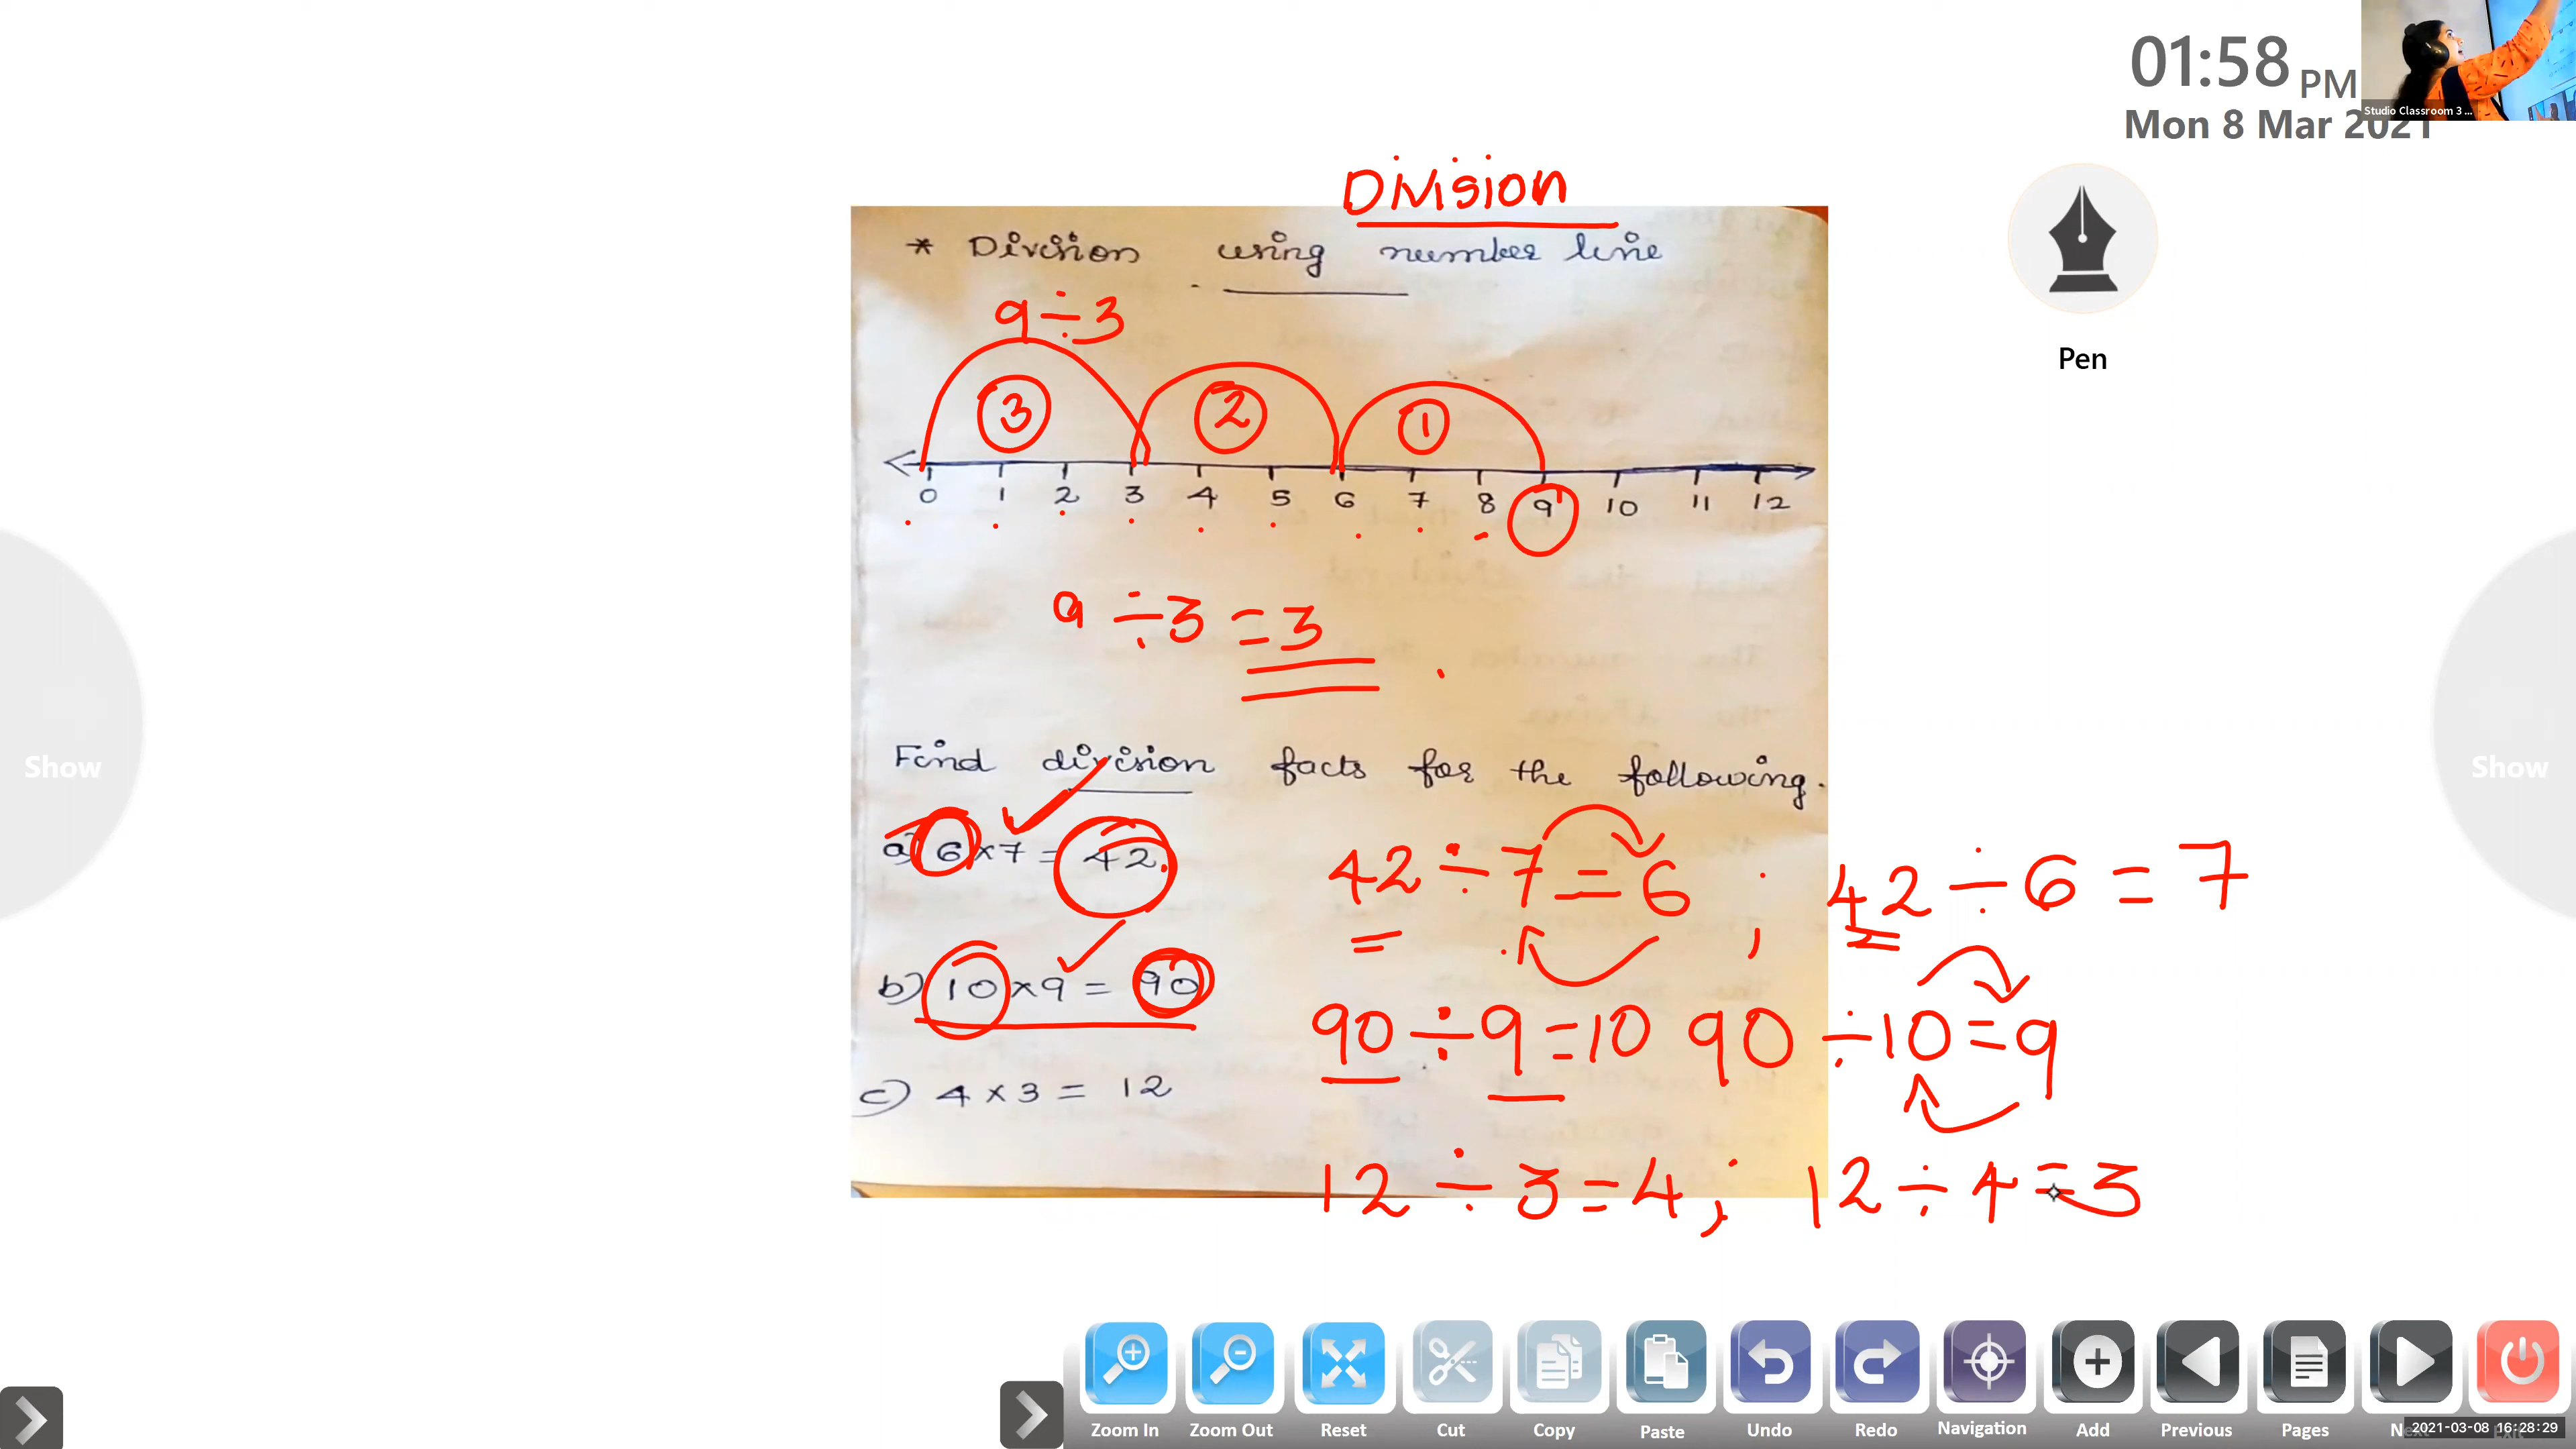 01:58 PM
Mon 8 Mar 2021
Studio Classroom 3 ...
Pen
Division
* Division using number line
9 ÷ 3
3 2 1
0 1 2 3 4 5 6 7 8 9 10 11 12
9 ÷ 3 = 3
Show
Show
Find division facts for the following.
a) 6 x 7 = 42. 42 ÷ 7 = 6 ; 42 ÷ 6 = 7
b) 10 x 9 = 90 90 ÷ 9 = 10 90 ÷ 10 = 9
c) 4 x 3 = 12
12 ÷ 3 = 4 ; 12 ÷ 4 = 3
Zoom In Zoom Out Reset Cut Copy Paste Undo Redo Navigation Add Previous Pages
2021-03-08 16:28:29